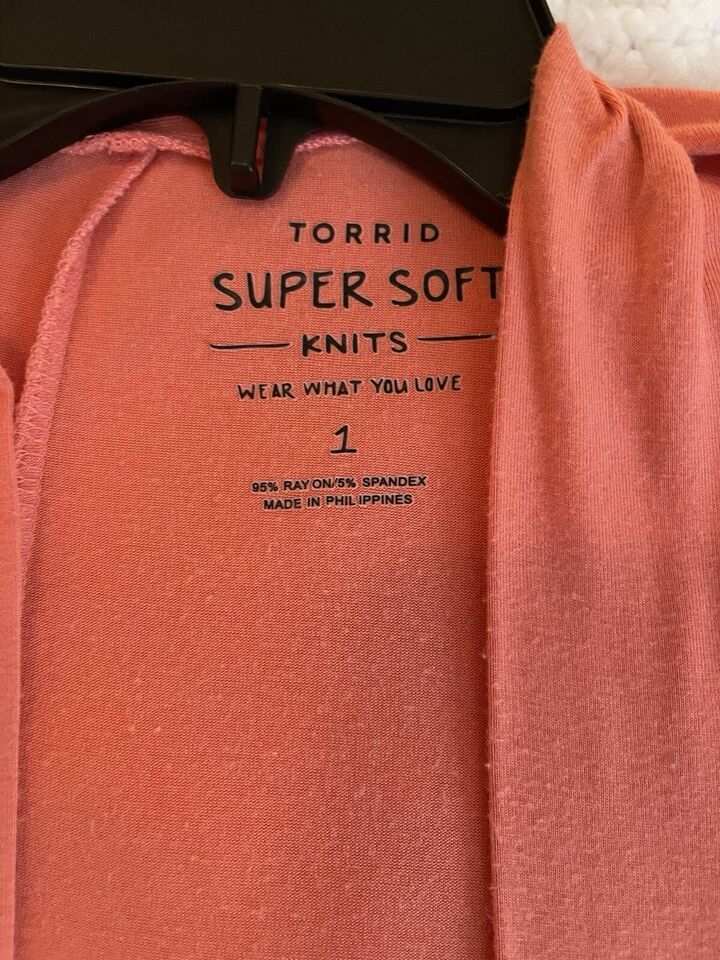 TORRID
SUPER SOFT
KNITS
WEAR WHAT YOU LOVE
1
95% RAYON/5% SPANDEX
MADE IN PHILIPPINES